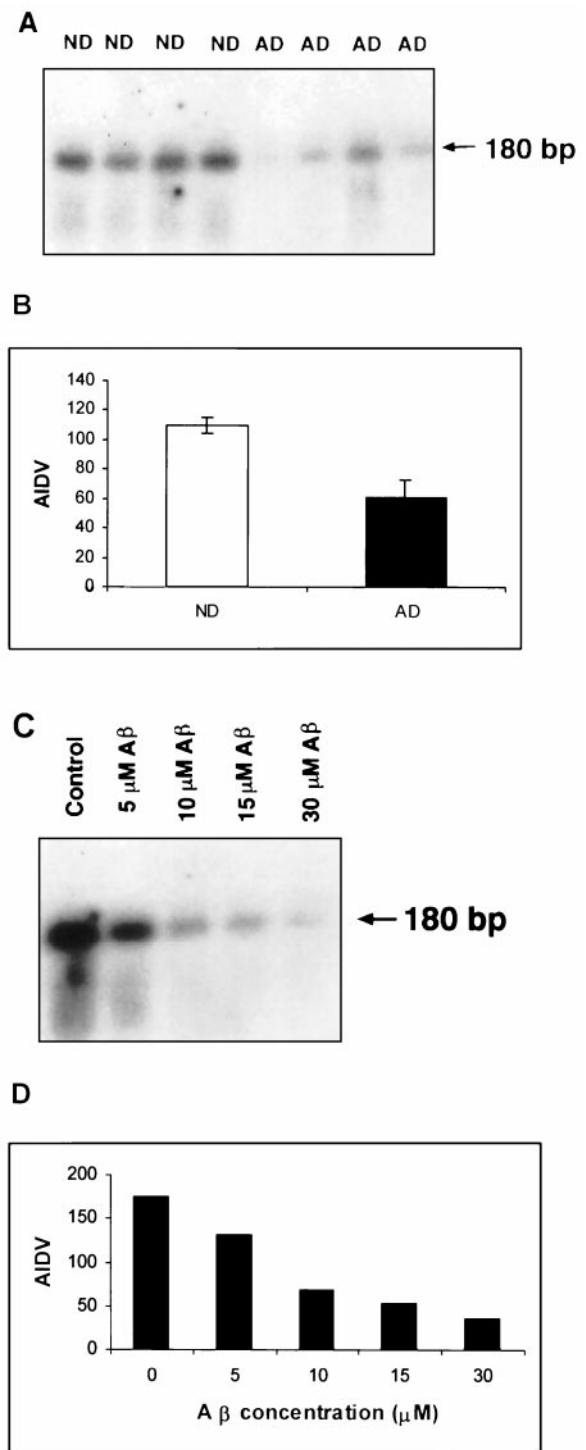 A
ND ND ND ND AD AD AD AD
180 bp
B
140
120
100
80
60
40
20
0
AIDV
ND AD
C
Control
5 μM Aβ
10 μM Aβ
15 μM Aβ
30 μM Aβ
180 bp
D
200
150
100
50
0
AIDV
0 5 10 15 30
A β concentration (μM)